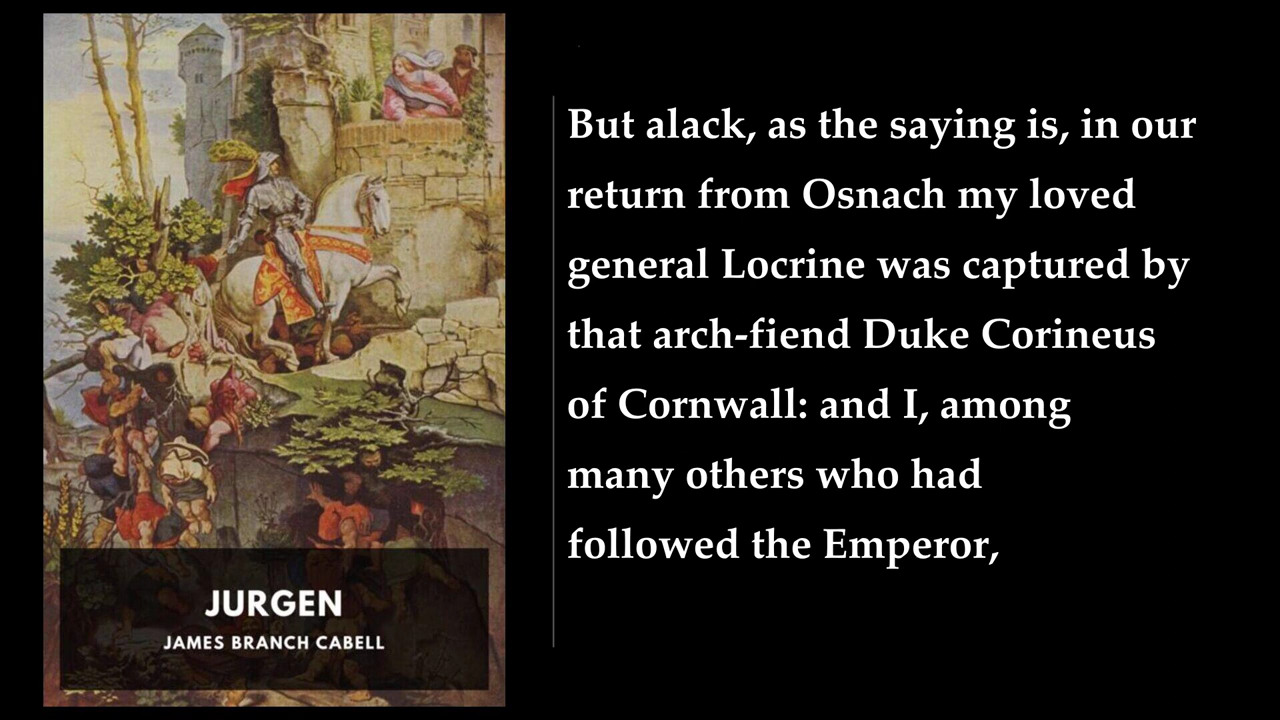 But alack, as the saying is, in our
return from Osnach my loved
general Locrine was captured by
that arch-fiend Duke Corineus
of Cornwall: and I, among
many others who had
followed the Emperor,
JURGEN
JAMES BRANCH CABELL